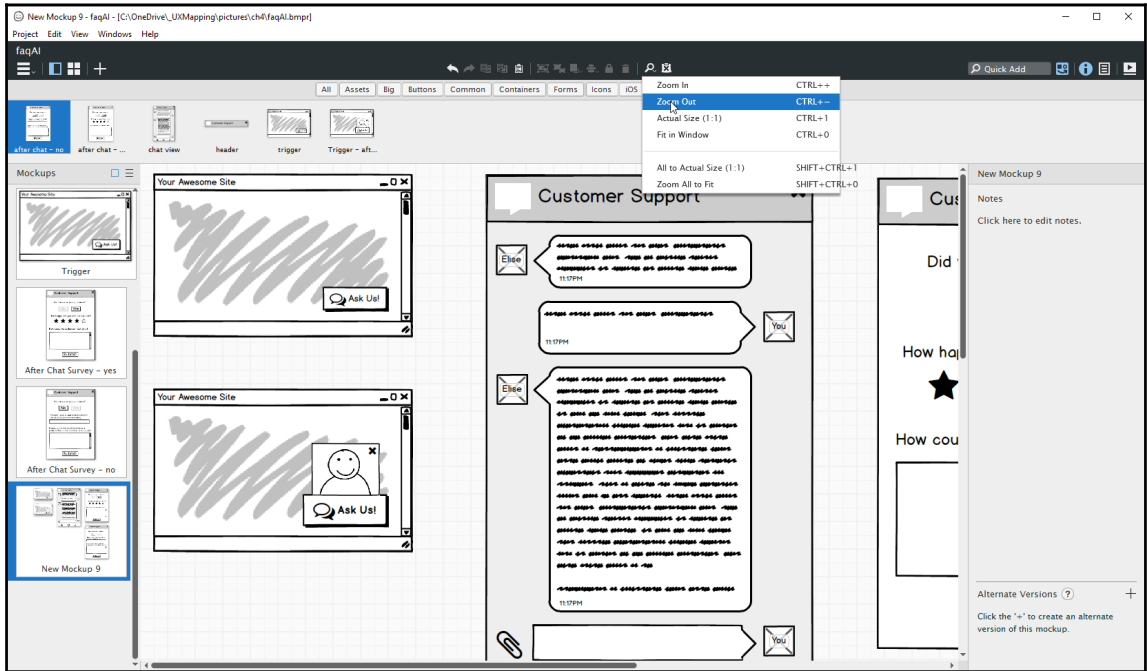 New Mockup 9 - faqAI - [C:\OneDrive\_UXMapping\pictures\ch4\faqAI.bmpr]
Project Edit View Windows Help
faqAI
Quick Add
All Assets Big Buttons Common Containers Forms Icons iOS
Zoom In CTRL++
Zoom Out CTRL+-
Actual Size (1:1) CTRL+1
Fit in Window CTRL+0
All to Actual Size (1:1) SHIFT+CTRL+1
Zoom All to Fit SHIFT+CTRL+0
after chat - no after chat - ... chat view header trigger Trigger - aft...
Mockups
Your Awesome Site
Trigger
After Chat Survey - yes
After Chat Survey - no
New Mockup 9
Your Awesome Site
Ask Us!
Your Awesome Site
Ask Us!
Customer Support
Elise
11:17PM
You
11:17PM
Elise
11:17PM
You
Cus
Did
How hap
How cou
New Mockup 9
Notes
Click here to edit notes.
Alternate Versions ?
Click the '+' to create an alternate
version of this mockup.